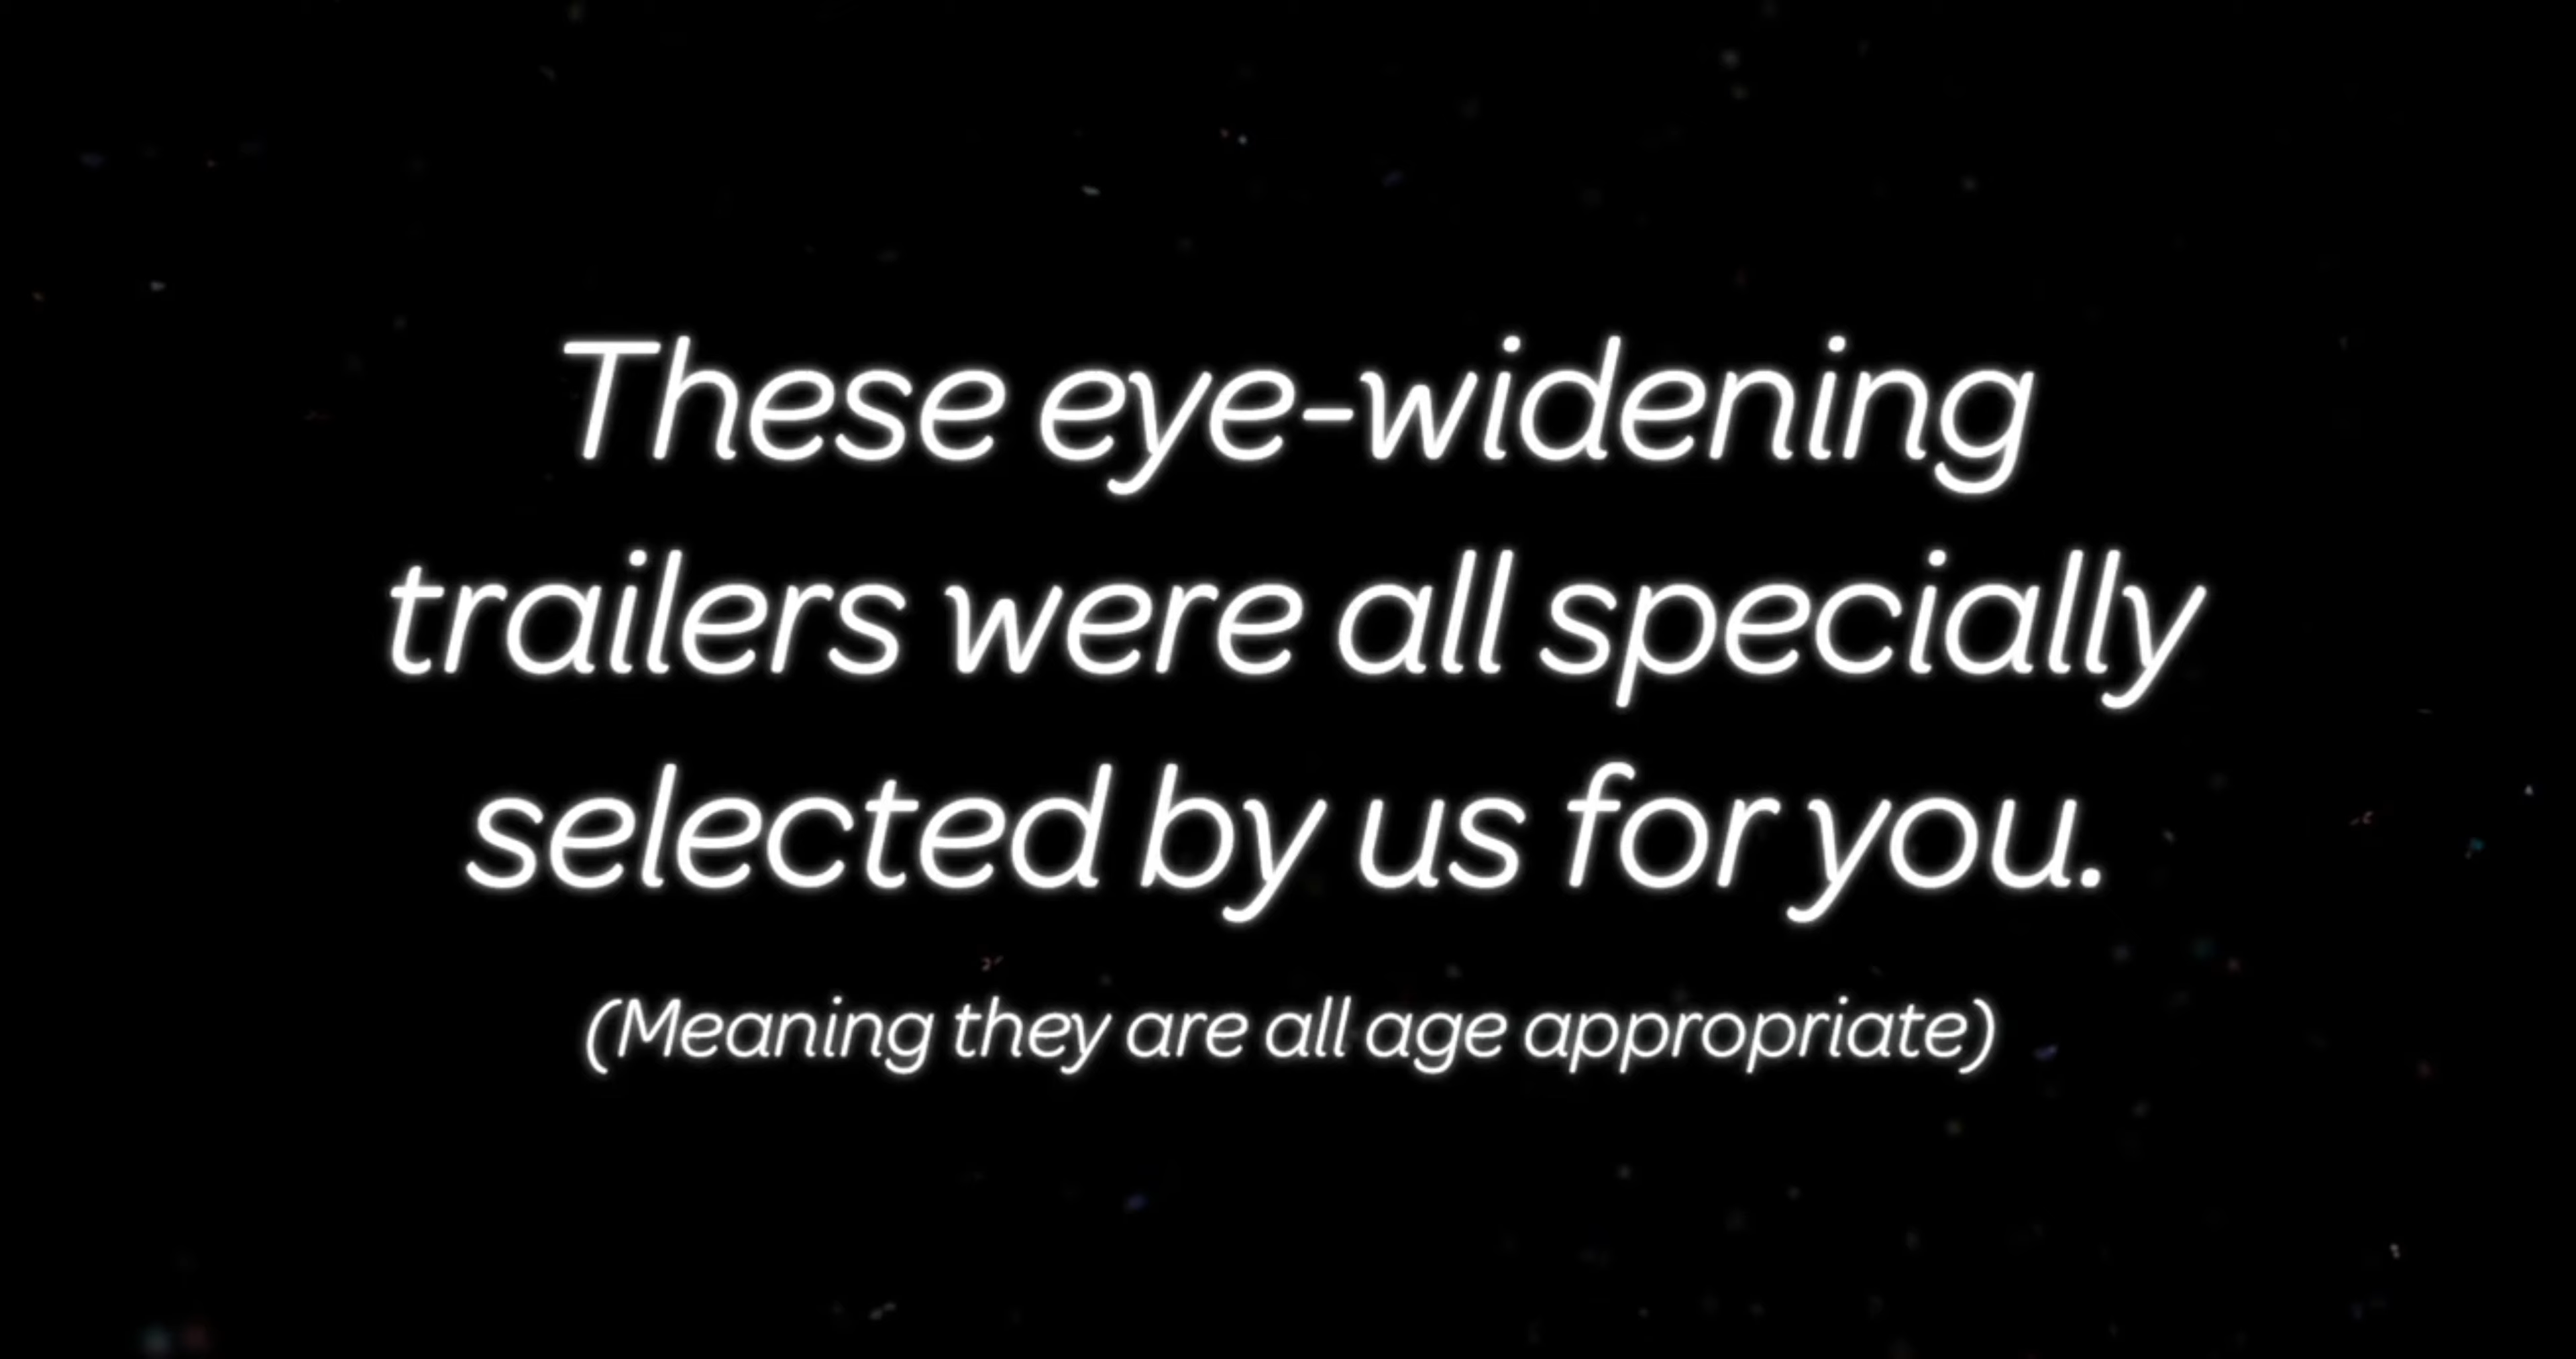 These eye-widening
trailers were all specially
selected by us for you.
(Meaning they are all age appropriate)